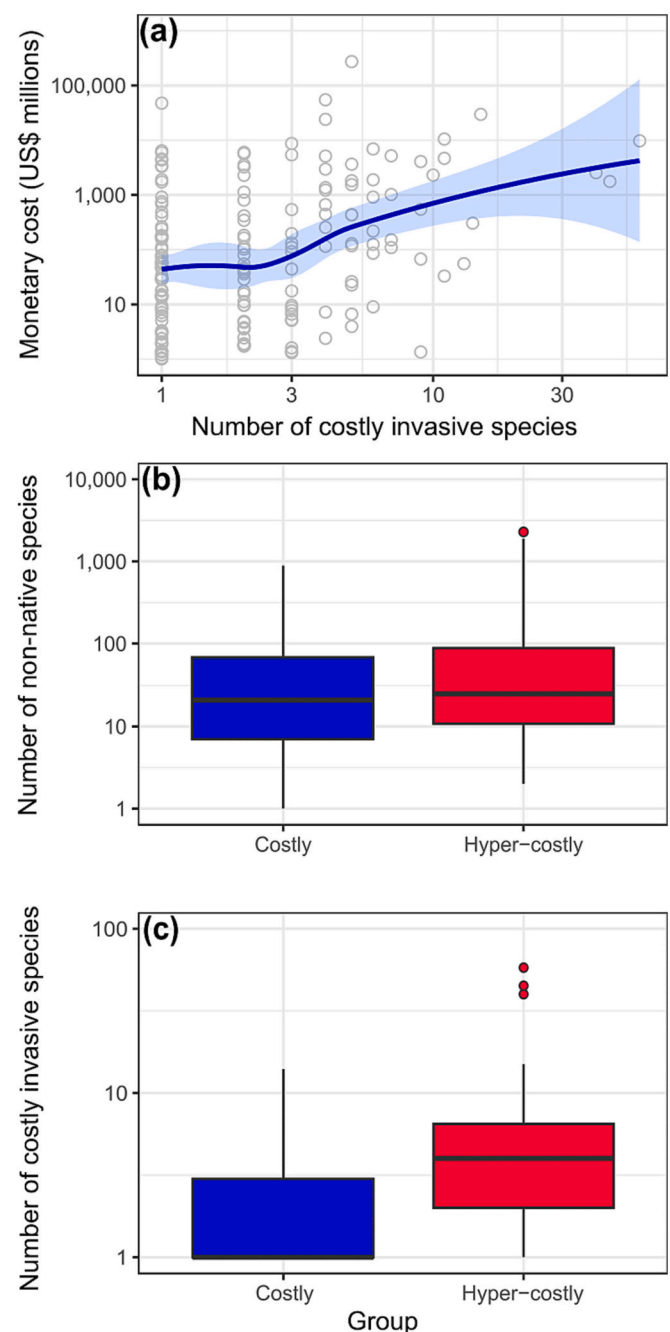 (a)
Monetary cost (US$ millions)
100,000
1,000
10
1
3
10
30
Number of costly invasive species
(b)
Number of non-native species
10,000
1,000
100
10
1
Costly
Hyper−costly
(c)
Number of costly invasive species
100
10
1
Costly
Hyper−costly
Group